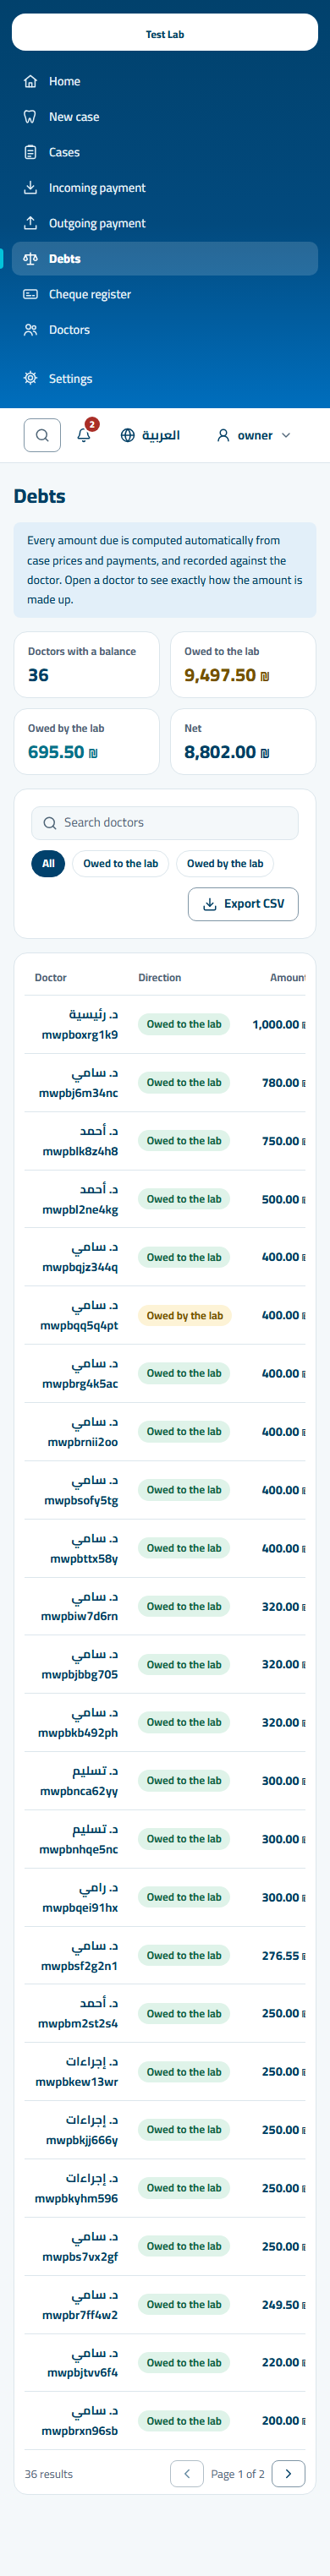 Test Lab
Home
New case
Cases
Incoming payment
Outgoing payment
Debts
Cheque register
Doctors
Settings
2
العربية
owner
Debts
Every amount due is computed automatically from
case prices and payments, and recorded against the
doctor. Open a doctor to see exactly how the amount is
made up.
Doctors with a balance
36
Owed to the lab
9,497.50 ₪
Owed by the lab
695.50 ₪
Net
8,802.00 ₪
Search doctors
All Owed to the lab Owed by the lab
Export CSV
Doctor Direction Amount
د. رئيسية
mwpboxrg1k9 Owed to the lab 1,000.00 ₪
د. سامي
mwpbj6m34nc Owed to the lab 780.00 ₪
د. أحمد
mwpblk8z4h8 Owed to the lab 750.00 ₪
د. أحمد
mwpbl2ne4kg Owed to the lab 500.00 ₪
د. سامي
mwpbqjz344q Owed to the lab 400.00 ₪
د. سامي
mwpbqq5q4pt Owed by the lab 400.00 ₪
د. سامي
mwpbrg4k5ac Owed to the lab 400.00 ₪
د. سامي
mwpbrnii2oo Owed to the lab 400.00 ₪
د. سامي
mwpbsofy5tg Owed to the lab 400.00 ₪
د. سامي
mwpbttx58y Owed to the lab 400.00 ₪
د. سامي
mwpbiw7d6rn Owed to the lab 320.00 ₪
د. سامي
mwpbjbbg705 Owed to the lab 320.00 ₪
د. سامي
mwpbkb492ph Owed to the lab 320.00 ₪
د. تسليم
mwpbnca62yy Owed to the lab 300.00 ₪
د. تسليم
mwpbnhqe5nc Owed to the lab 300.00 ₪
د. رامي
mwpbqei91hx Owed to the lab 300.00 ₪
د. سامي
mwpbsf2g2n1 Owed to the lab 276.55 ₪
د. أحمد
mwpbm2st2s4 Owed to the lab 250.00 ₪
د. إجراءات
mwpbkew13wr Owed to the lab 250.00 ₪
د. إجراءات
mwpbkjj666y Owed to the lab 250.00 ₪
د. إجراءات
mwpbkyhm596 Owed to the lab 250.00 ₪
د. سامي
mwpbs7vx2gf Owed to the lab 250.00 ₪
د. سامي
mwpbr7ff4w2 Owed to the lab 249.50 ₪
د. سامي
mwpbjtvv6f4 Owed to the lab 220.00 ₪
د. سامي
mwpbrxn96sb Owed to the lab 200.00 ₪
36 results Page 1 of 2